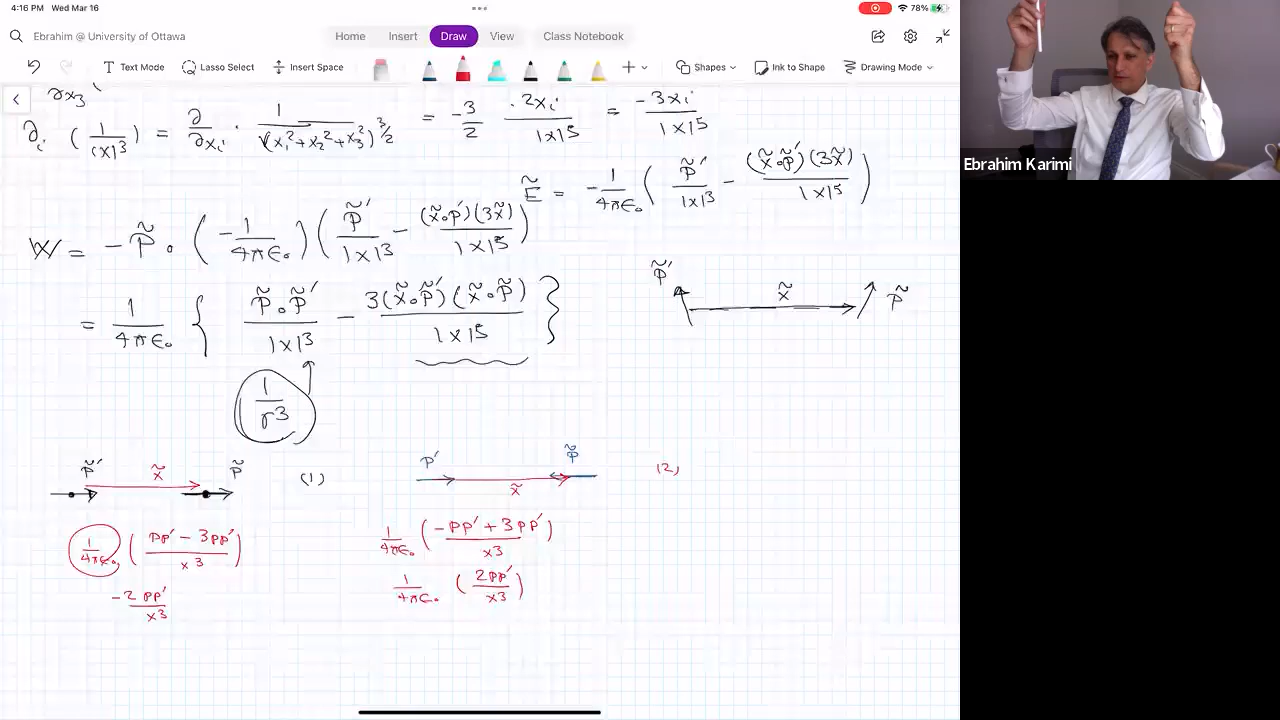 4:16 PM Wed Mar 16
78%
Ebrahim @ University of Ottawa
Home Insert Draw View Class Notebook
Text Mode Lasso Select Insert Space Shapes Ink to Shape Drawing Mode
Ebrahim Karimi
∂x₃
∂ᵢ (1/|x|³) = ∂/∂xᵢ · 1/(x₁²+x₂²+x₃²)^3/2 = -3/2 · 2xᵢ/|x|⁵ = -3xᵢ/|x|⁵
Ẽ = -1/4πϵ₀ ( p̃'/|x|³ - (x̃∘p̃')(3x̃)/|x|⁵ )
W = -p̃ ∘ (-1/4πϵ₀) ( p̃'/|x|³ - (x̃∘p')(3x̃)/|x|⁵ )
= 1/4πϵ₀ { p̃∘p̃'/|x|³ - 3(x̃∘p̃')(x̃∘p̃)/|x|⁵ }
p̃' x̃ p̃
1/r³
p̃' x̃ p̃ (1)
p' x̃ p̃ (2)
1/4πϵ₀ ( pp' - 3pp' / x³ )
1/4πϵ₀ ( -pp' + 3pp' / x³ )
-2pp'/x³
1/4πϵ₀ ( 2pp'/x³ )